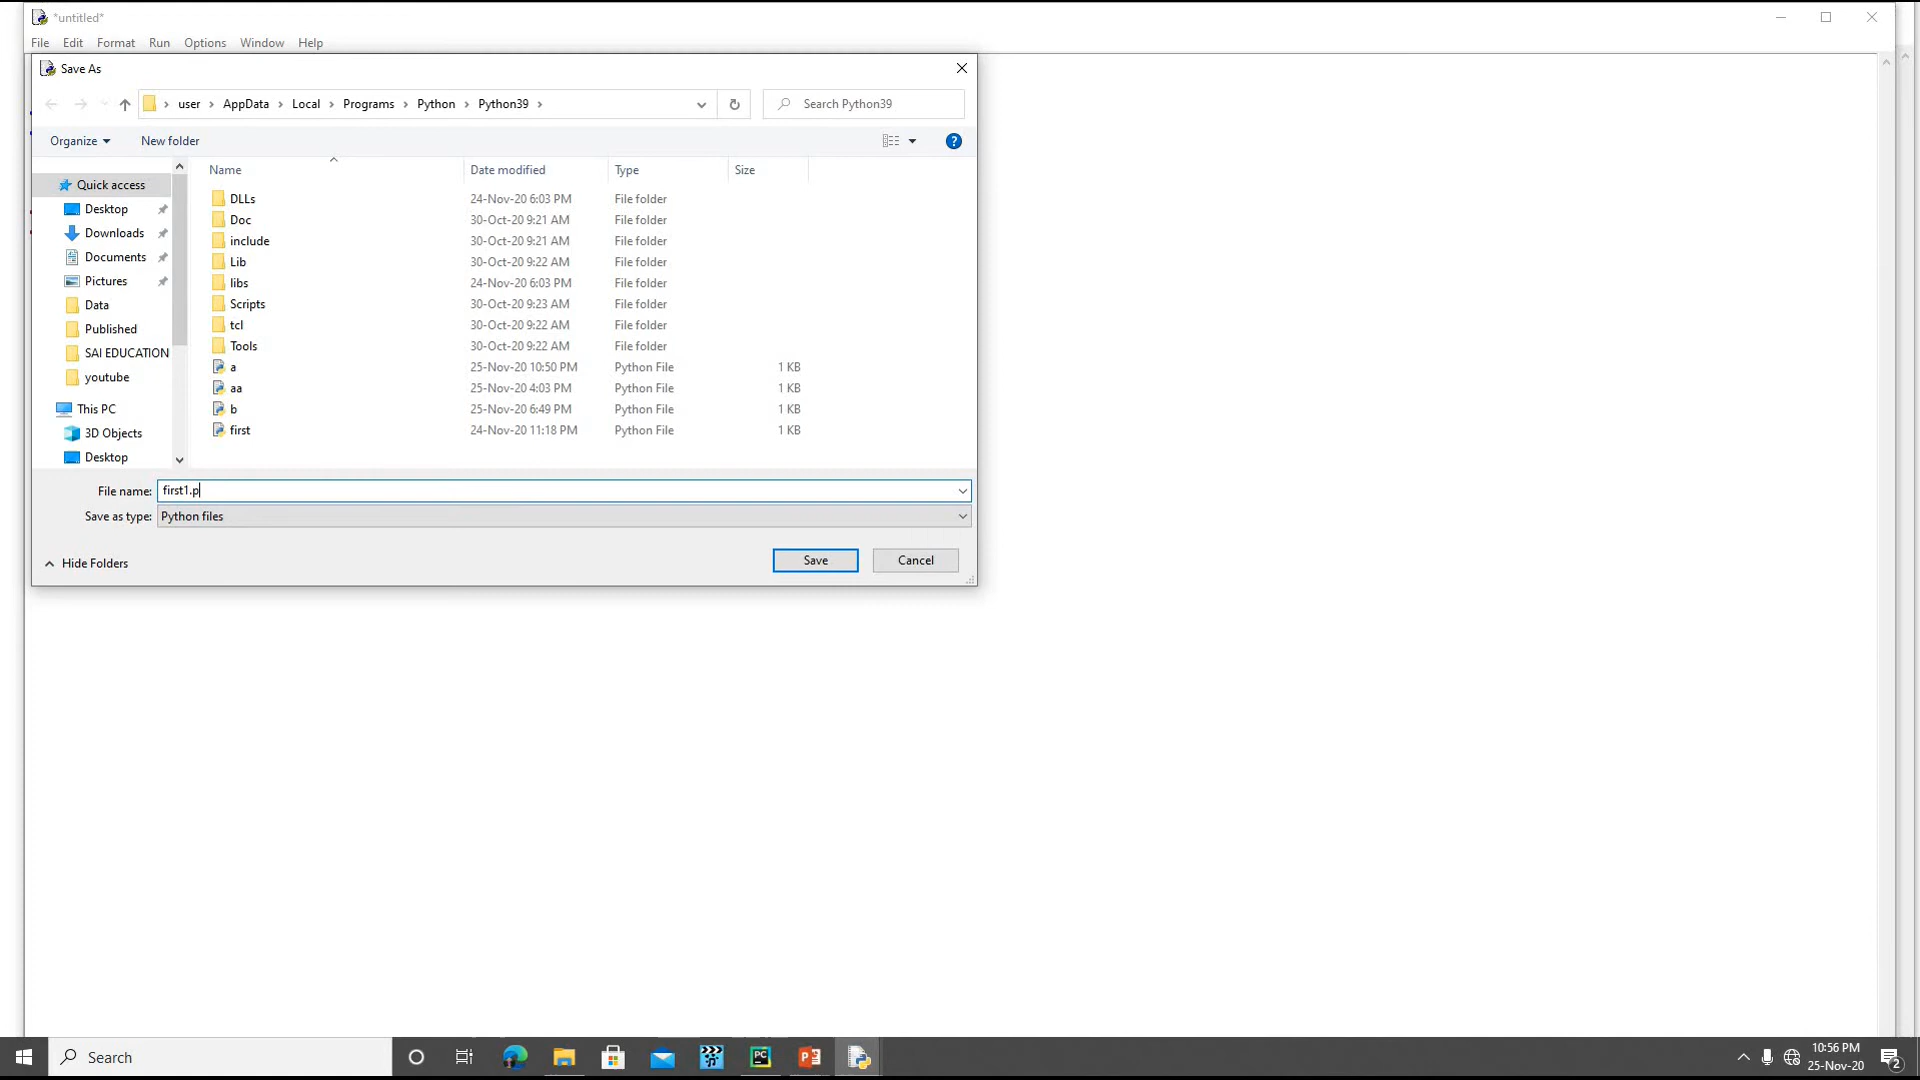 *untitled*
File Edit Format Run Options Window Help
Save As
user AppData Local Programs Python Python39
Search Python39
Organize New folder
Name Date modified Type Size
Quick access
Desktop
Downloads
Documents
Pictures
Data
Published
SAI EDUCATION
youtube
This PC
3D Objects
Desktop
DLLs 24-Nov-20 6:03 PM File folder
Doc 30-Oct-20 9:21 AM File folder
include 30-Oct-20 9:21 AM File folder
Lib 30-Oct-20 9:22 AM File folder
libs 24-Nov-20 6:03 PM File folder
Scripts 30-Oct-20 9:23 AM File folder
tcl 30-Oct-20 9:22 AM File folder
Tools 30-Oct-20 9:22 AM File folder
a 25-Nov-20 10:50 PM Python File 1 KB
aa 25-Nov-20 4:03 PM Python File 1 KB
b 25-Nov-20 6:49 PM Python File 1 KB
first 24-Nov-20 11:18 PM Python File 1 KB
File name: first1.p
Save as type: Python files
Hide Folders Save Cancel
Search
10:56 PM
25-Nov-20
2